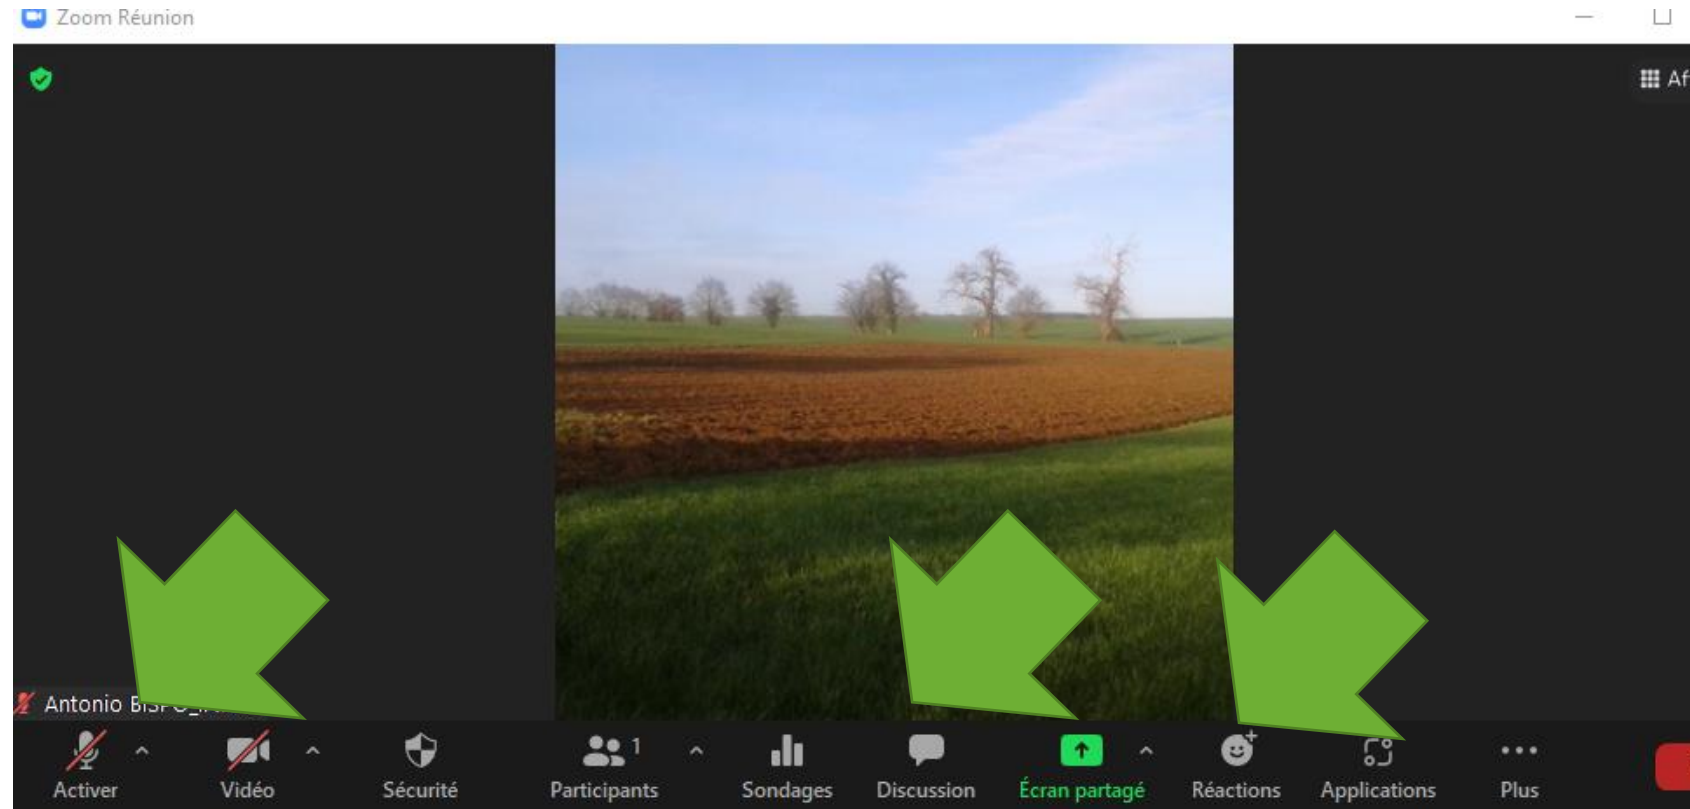 Zoom Réunion
Af
Antonio
1
Activer Vidéo Sécurité Participants Sondages Discussion Écran partagé Réactions Applications Plus